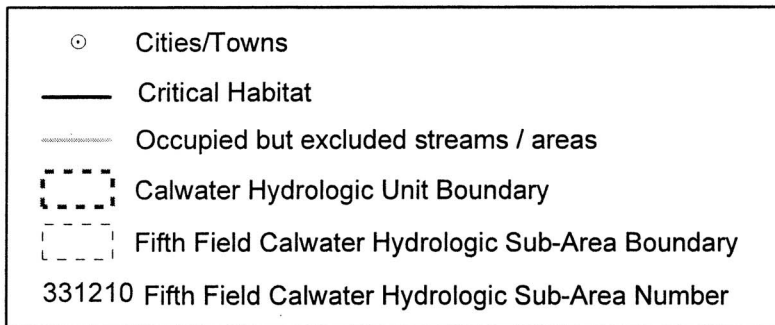 Cities/Towns
Critical Habitat
Occupied but excluded streams / areas
Calwater Hydrologic Unit Boundary
Fifth Field Calwater Hydrologic Sub-Area Boundary
331210 Fifth Field Calwater Hydrologic Sub-Area Number